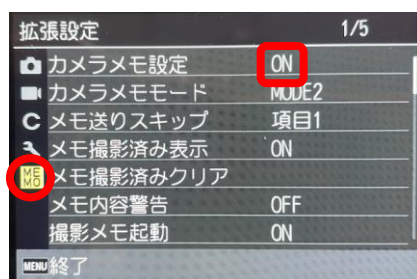 拡張設定 1/5
カメラメモ設定 ON
カメラメモモード MODE2
C メモ送りスキップ 項目1
メモ撮影済み表示 ON
MEMO メモ撮影済みクリア
メモ内容警告 OFF
撮影メモ起動 ON
MENU 終了